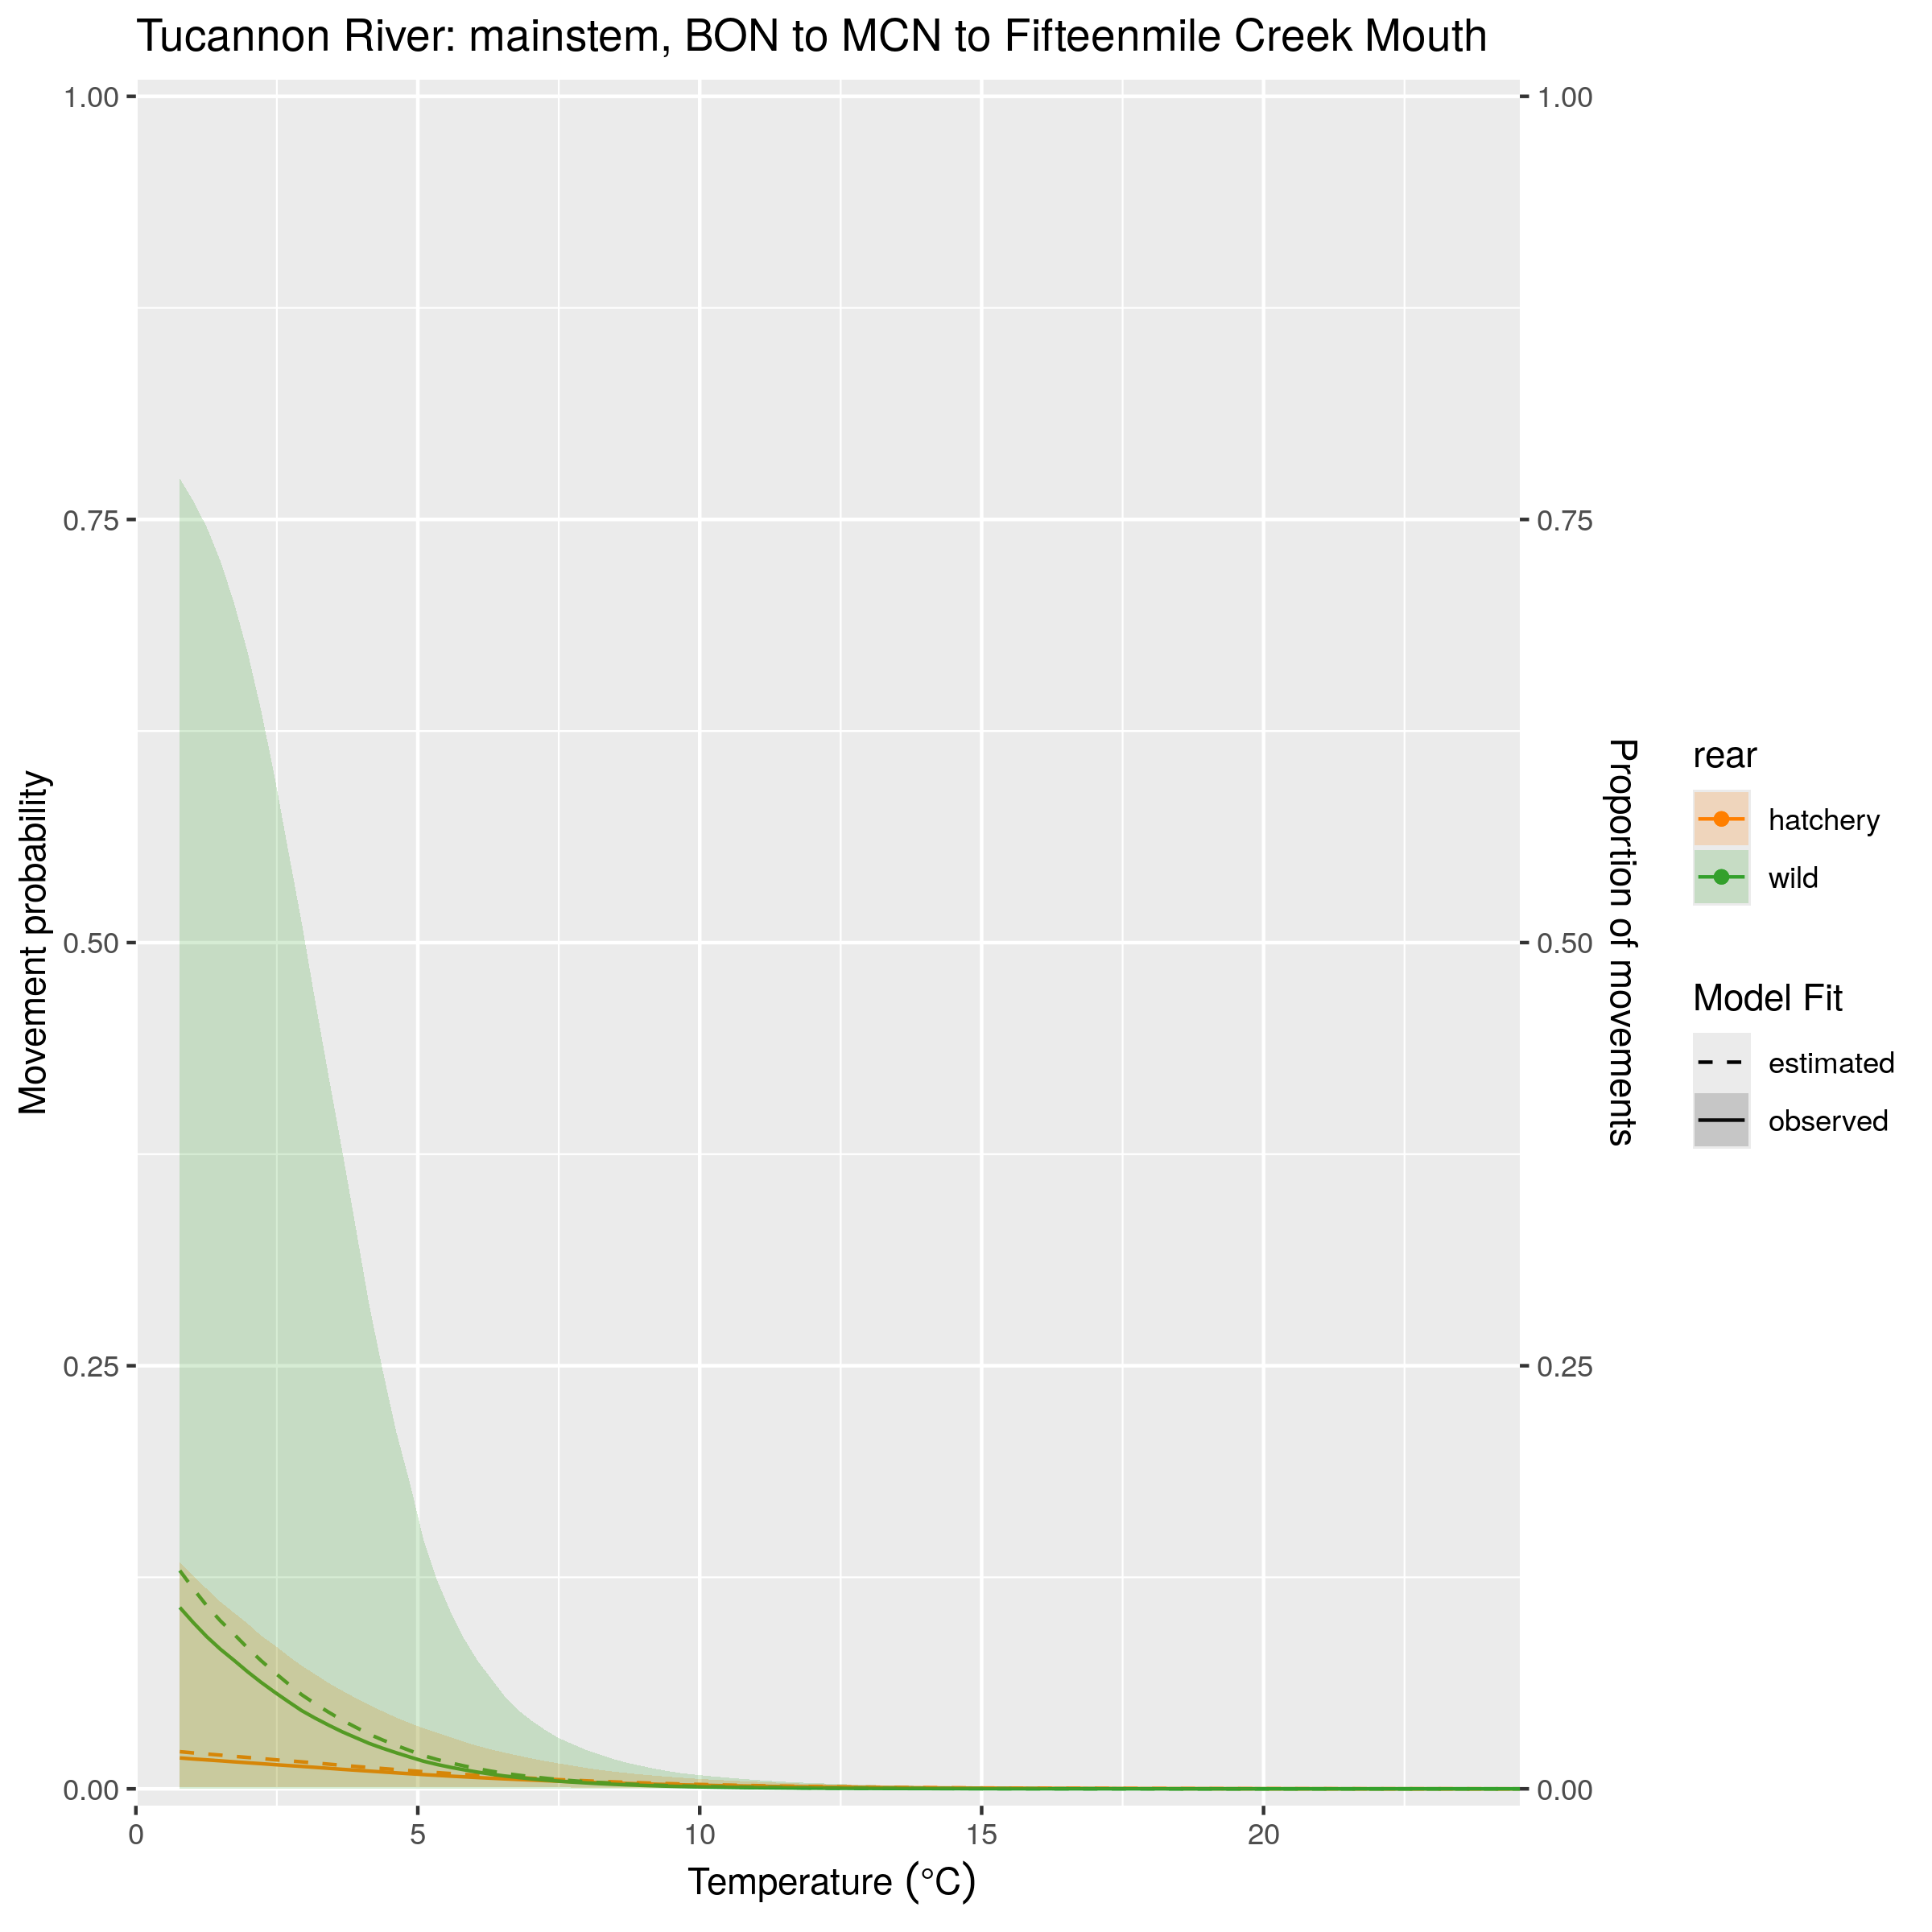 Tucannon River: mainstem, BON to MCN to Fifteenmile Creek Mouth
1.00
0.75
0.50
0.25
0.00
Movement probability
0
5
10
15
20
Temperature (°C)
1.00
0.75
0.50
0.25
0.00
Proportion of movements
rear
hatchery
wild
Model Fit
estimated
observed